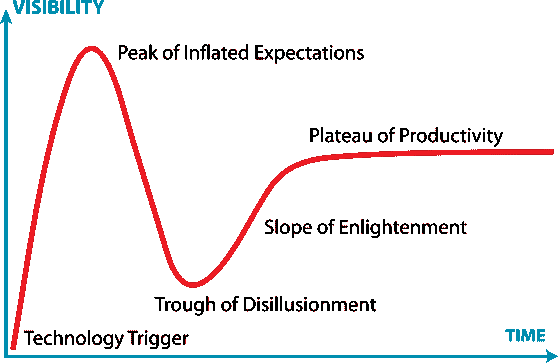 VISIBILITY
Peak of Inflated Expectations
Plateau of Productivity
Slope of Enlightenment
Trough of Disillusionment
Technology Trigger
TIME